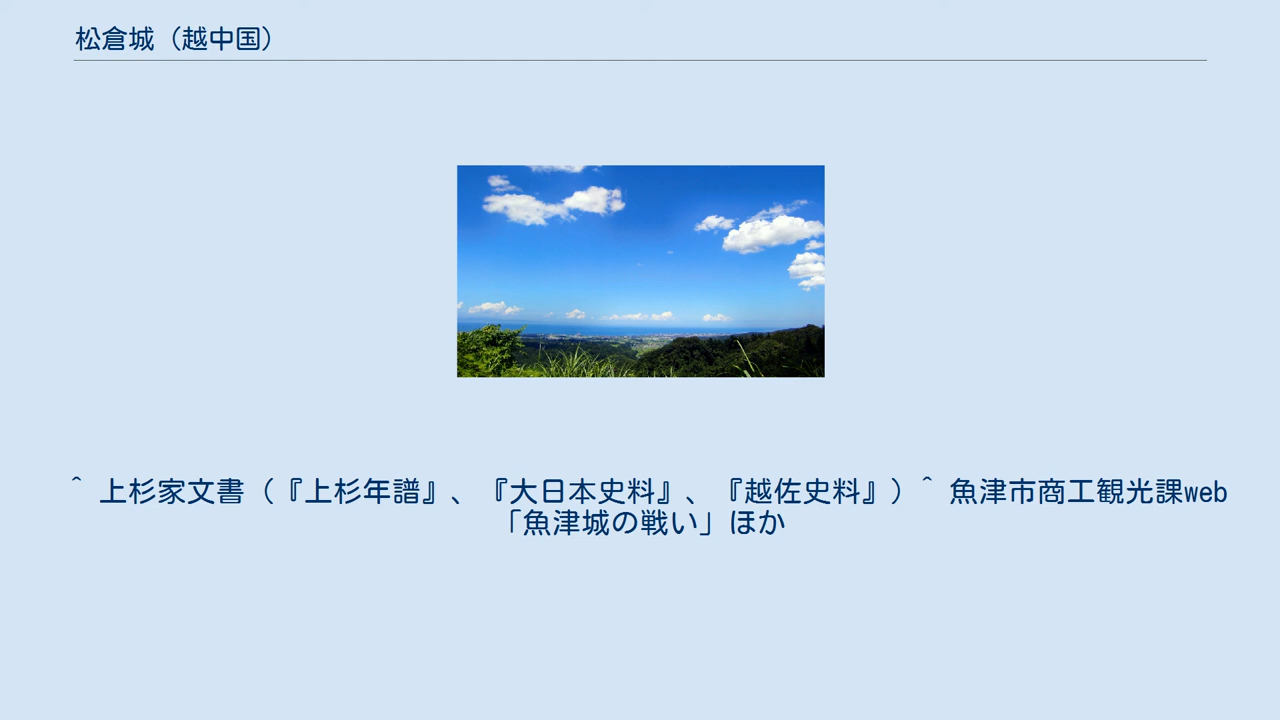 松倉城（越中国）
^ 上杉家文書（『上杉年譜』、『大日本史料』、『越佐史料』）^ 魚津市商工観光課web
「魚津城の戦い」ほか